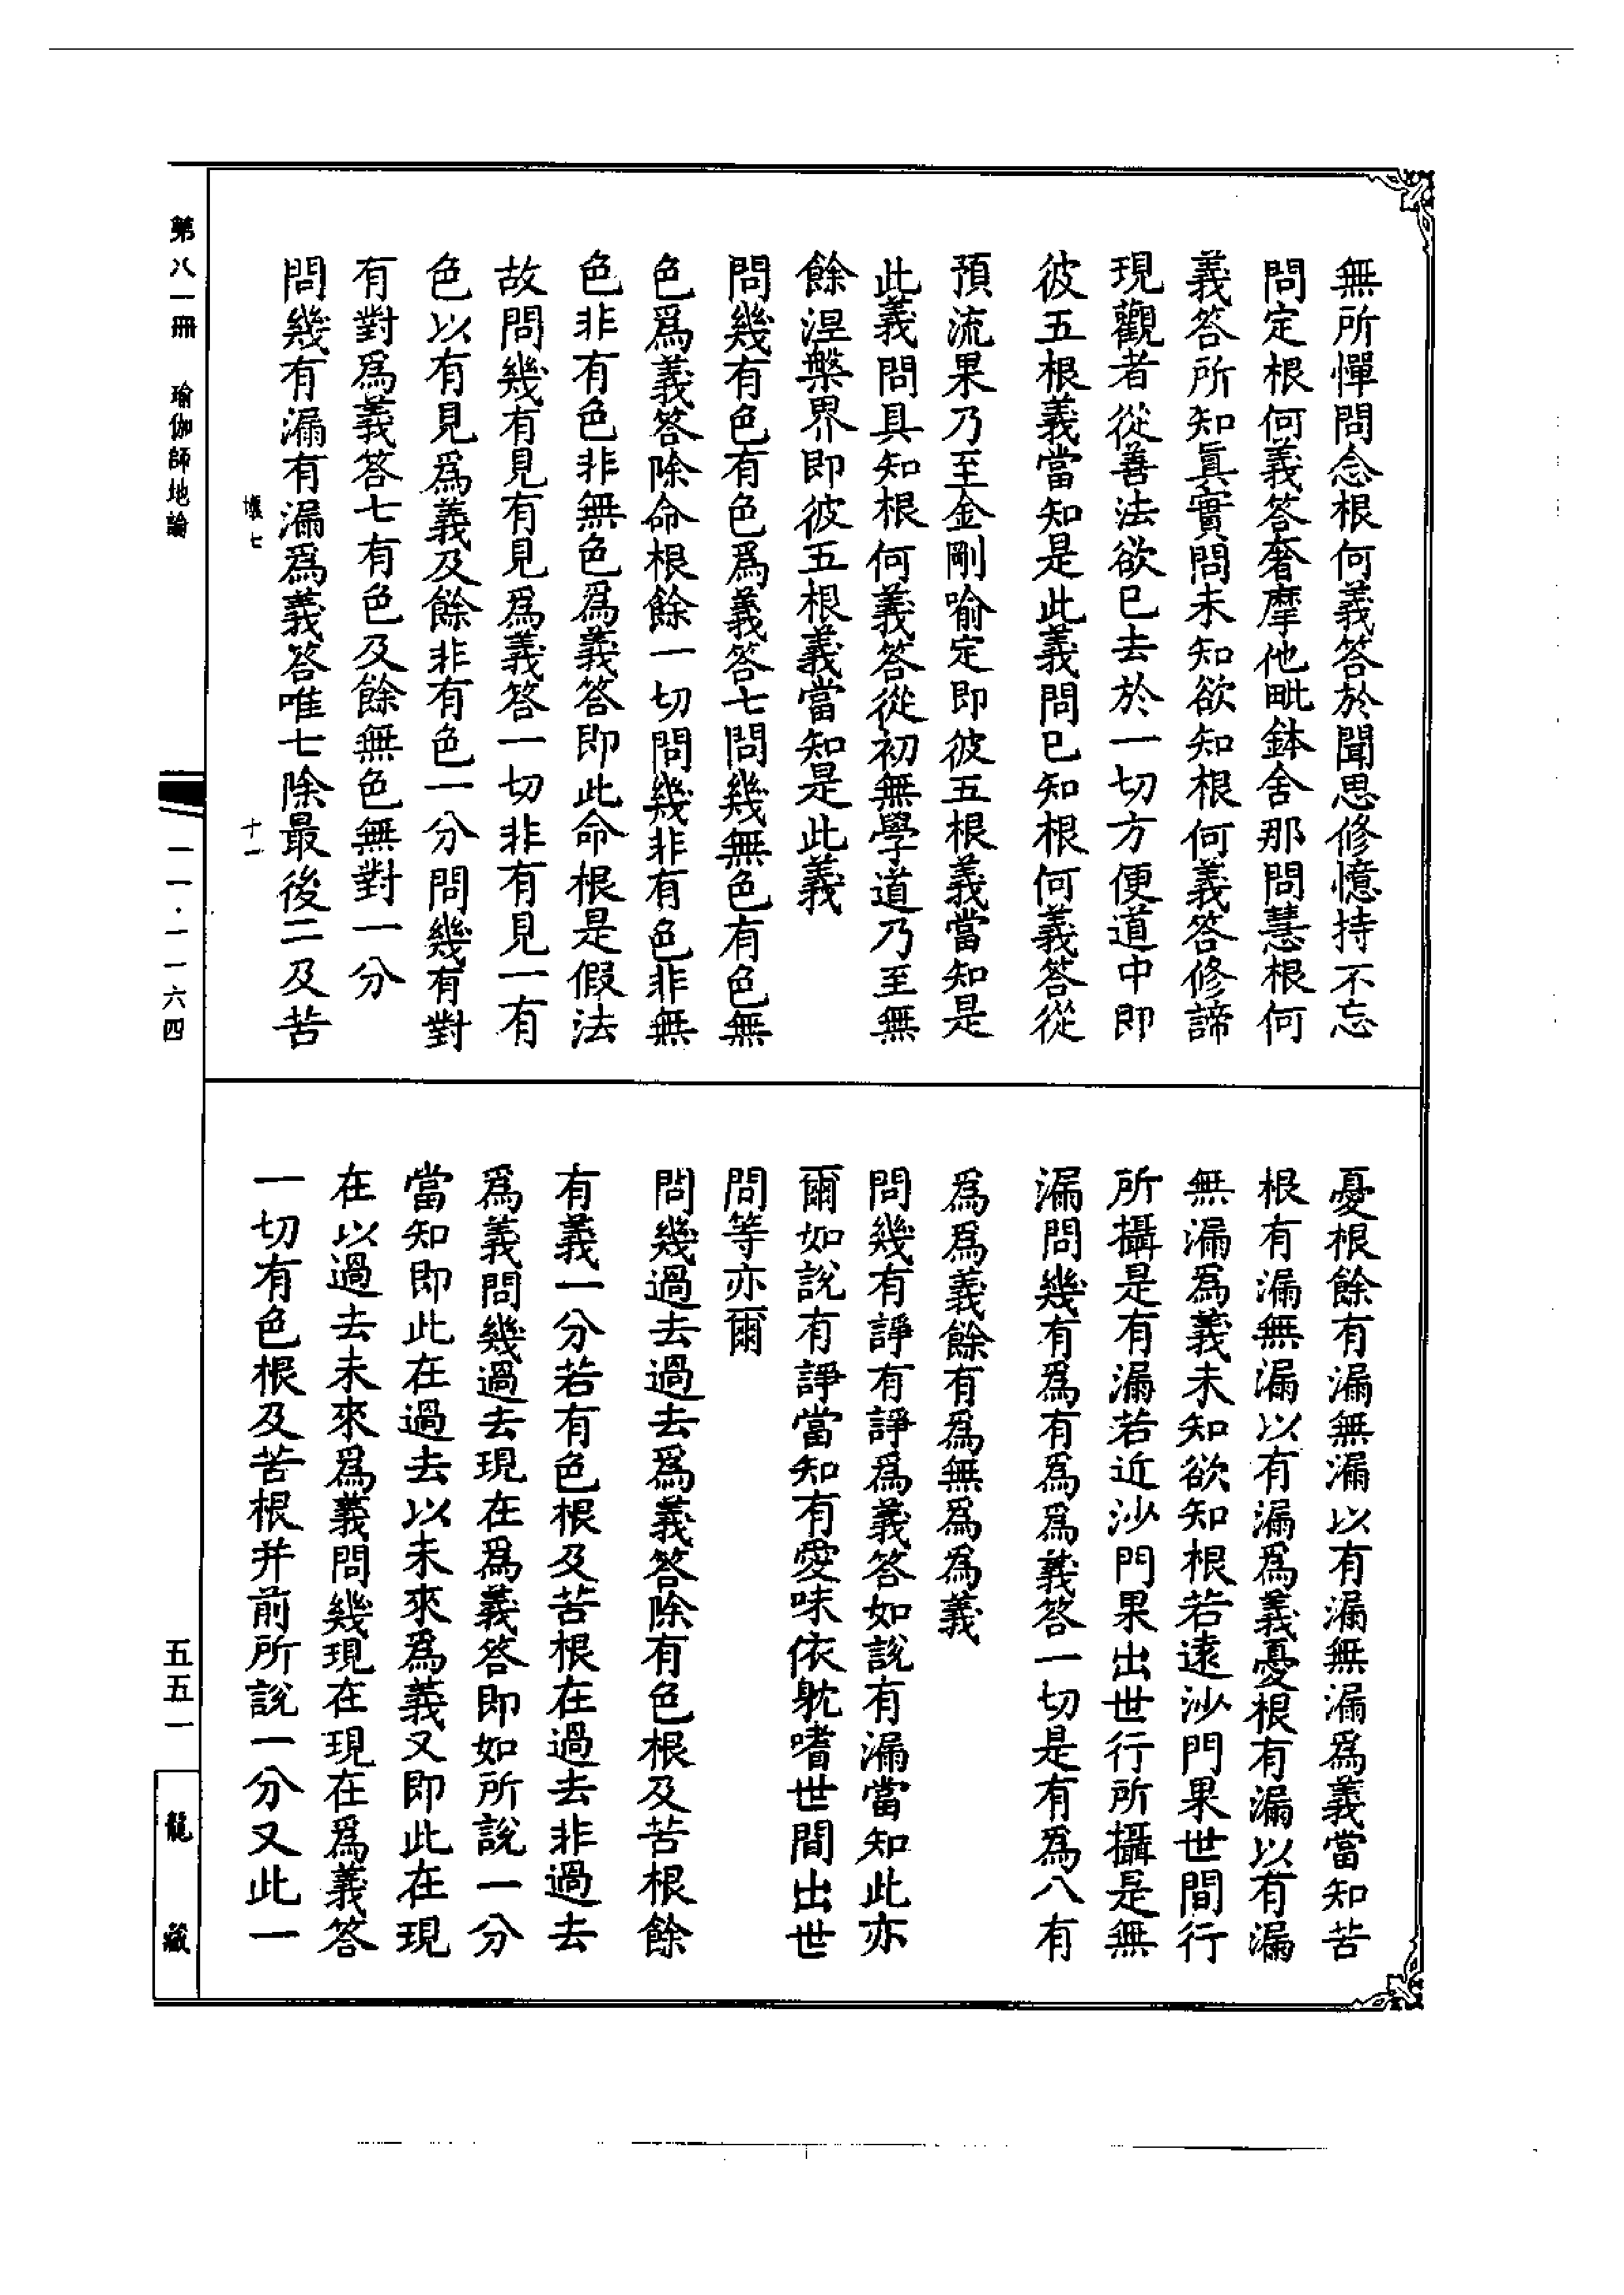 無所憚問念根何義答於聞思修憶持不忘
問定根何義答奢摩他毗鉢舍那問慧根何
義答所知真實問未知欲知根何義答修諦
現觀者從善法欲已去於一切方便道中即
彼五根義當知是此義問已知根何義答從
預流果乃至金剛喻定即彼五根義當知是
此義問具知根何義答從初無學道乃至無
餘涅槃界即彼五根義當知是此義
問幾有色有色爲義答七問幾無色有色無
色爲義答除命根餘一切問幾非有色非無
色非有色非無色爲義答即此命根是假法
故問幾有見有見爲義答一切非有見一有
色以有見爲義及餘非有色一分問幾有對
有對爲義答七有色及餘無色無對一分
問幾有漏有漏爲義答唯七除最後二及苦
壞七
十一
第八一冊 瑜伽師地論
一一·一一六四
憂根餘有漏無漏以有漏無漏爲義當知苦
根有漏無漏以有漏爲義憂根有漏以有漏
無漏爲義未知欲知根若遠沙門果世間行
所攝是有漏若近沙門果出世行所攝是無
漏問幾有爲有爲爲義答一切是有爲八有
爲爲義餘有爲無爲爲義
問幾有諍有諍爲義答如說有漏當知此亦
爾如說有諍當知有愛味依躭嗜世間出世
問等亦爾
問幾過去過去爲義答除有色根及苦根餘
有義一分若有色根及苦根在過去非過去
爲義問幾過去現在爲義答即如所說一分
當知即此在過去以未來爲義又即此在現
在以過去未來爲義問幾現在現在爲義答
一切有色根及苦根并前所說一分又此一
五五一
龍藏